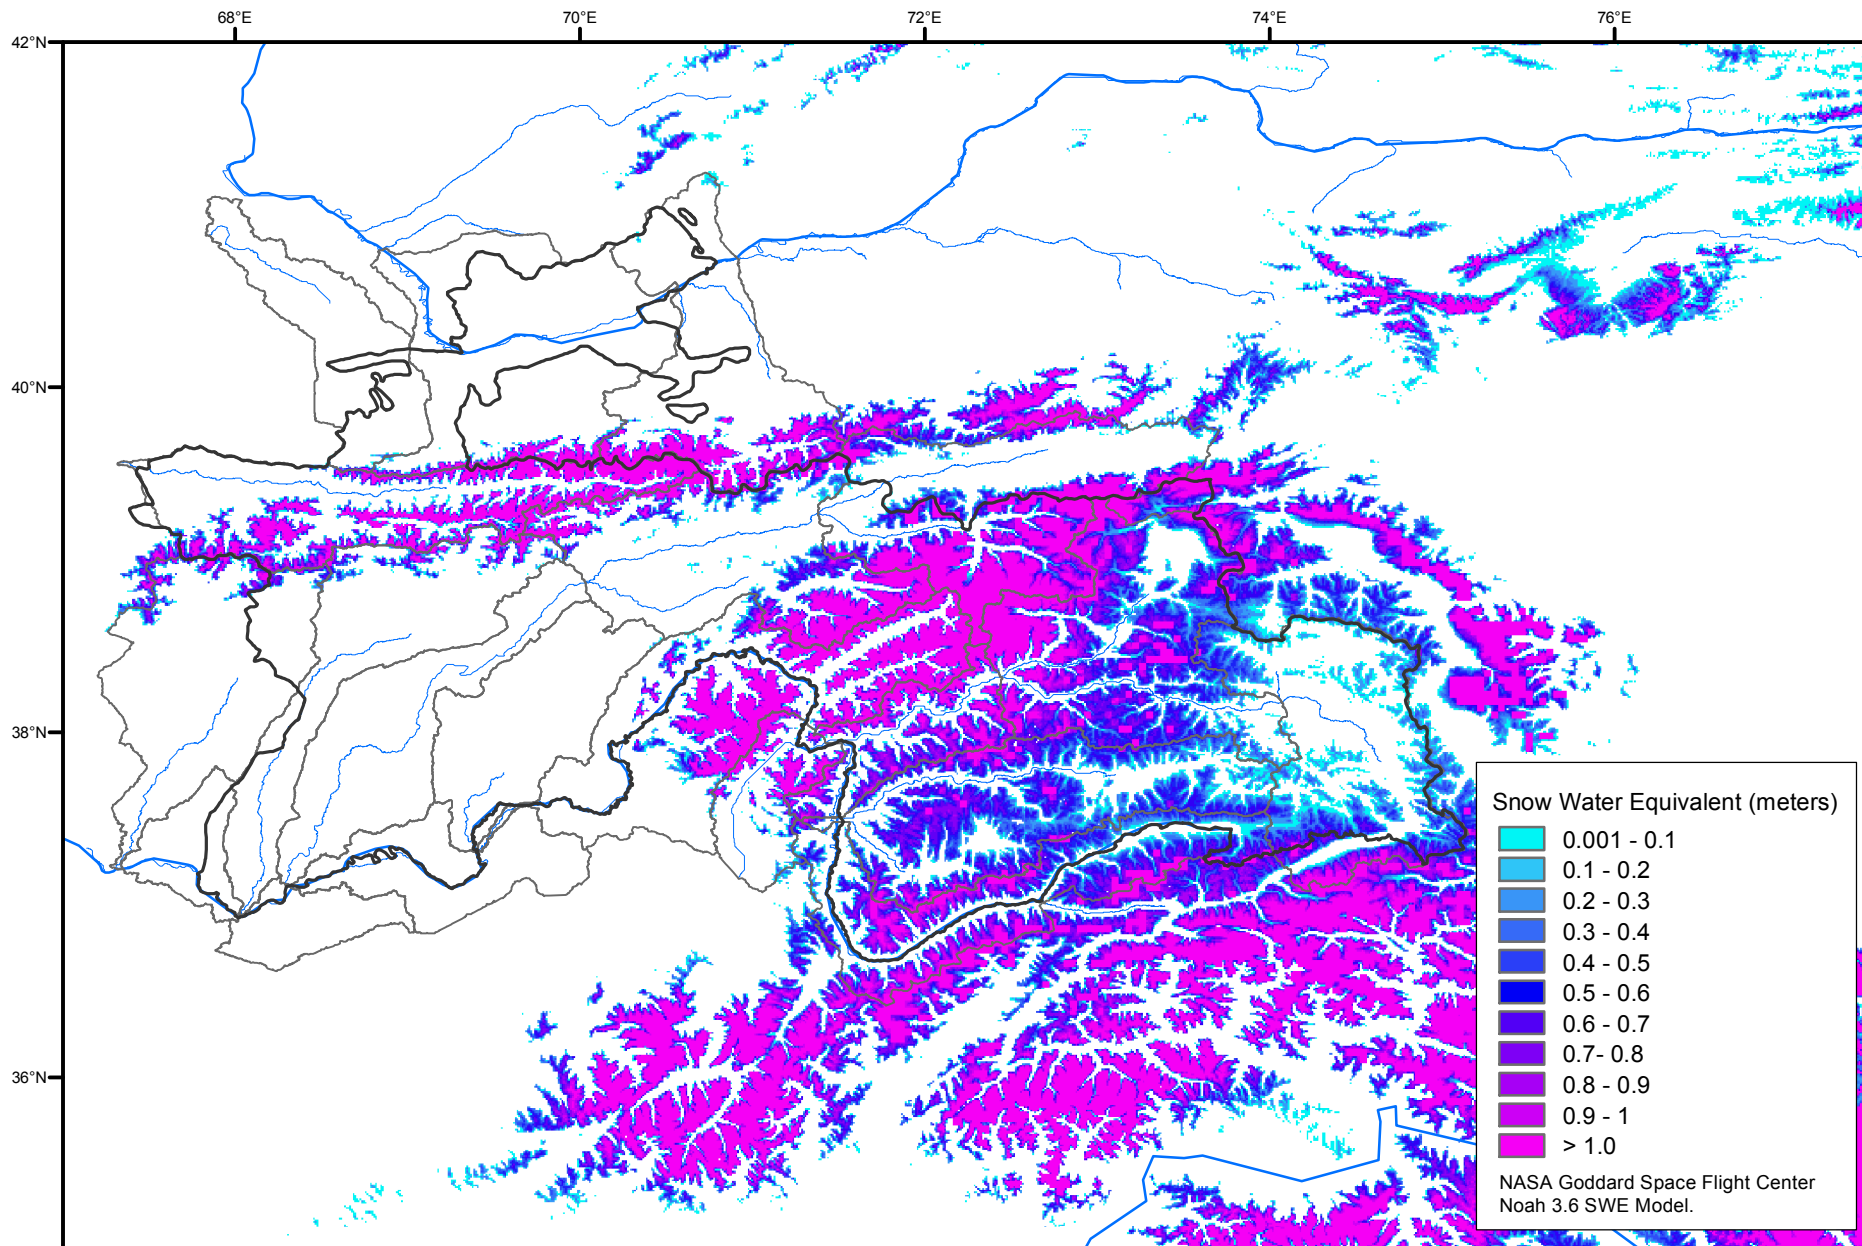 68°E 70°E 72°E 74°E 76°E
42°N
40°N
38°N
36°N
Snow Water Equivalent (meters)
0.001 - 0.1
0.1 - 0.2
0.2 - 0.3
0.3 - 0.4
0.4 - 0.5
0.5 - 0.6
0.6 - 0.7
0.7- 0.8
0.8 - 0.9
0.9 - 1
> 1.0
NASA Goddard Space Flight Center
Noah 3.6 SWE Model.